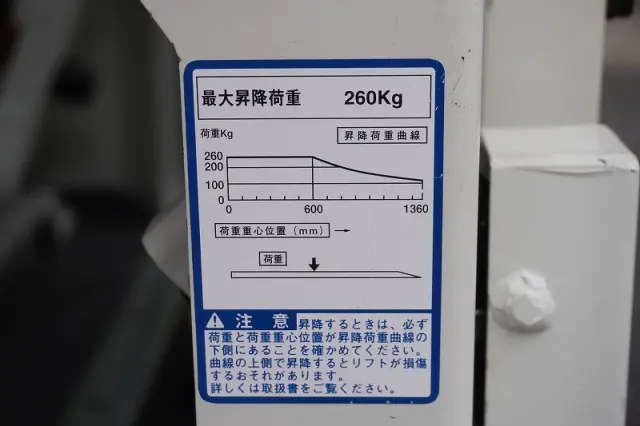 最大昇降荷重 260Kg
荷重Kg
昇降荷重曲線
260
200
100
0
0 600 1360
荷重重心位置（mm）→
荷重
注 意 昇降するときは、必ず
荷重と荷重重心位置が昇降荷重曲線の
下側にあることを確かめてください。
曲線の上側で昇降するとリフトが損傷
するおそれがあります。
詳しくは取扱書をご覧ください。